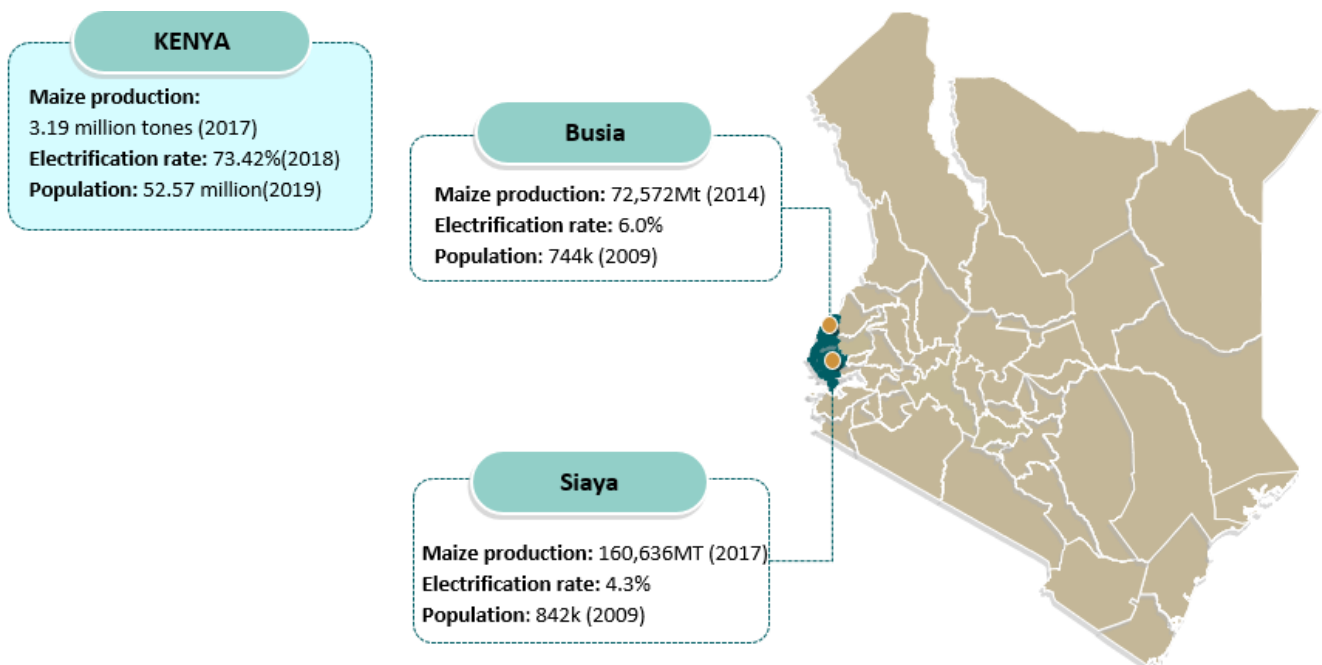 KENYA
Maize production:
3.19 million tones (2017)
Electrification rate: 73.42%(2018)
Population: 52.57 million(2019)
Busia
Maize production: 72,572Mt (2014)
Electrification rate: 6.0%
Population: 744k (2009)
Siaya
Maize production: 160,636MT (2017)
Electrification rate: 4.3%
Population: 842k (2009)